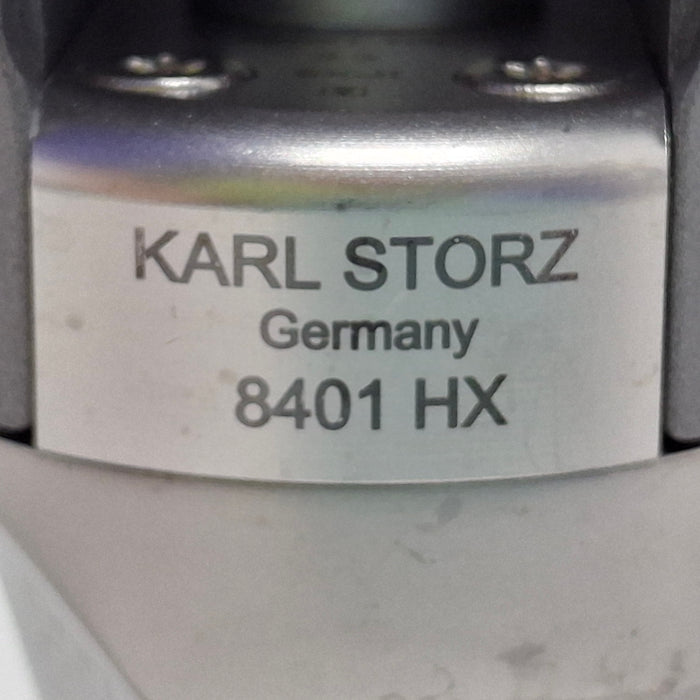 KARL STORZ
Germany
8401 HX